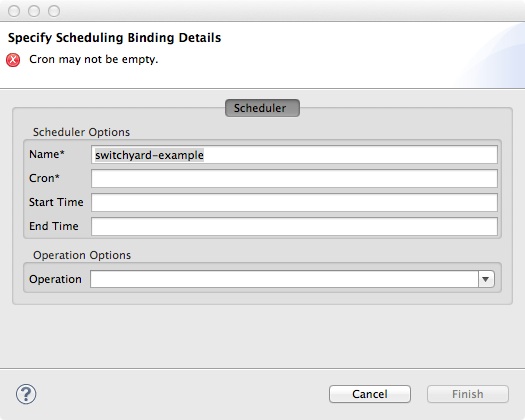 Specify Scheduling Binding Details
Cron may not be empty.
Scheduler
Scheduler Options
Name* switchyard-example
Cron*
Start Time
End Time
Operation Options
Operation
? Cancel Finish